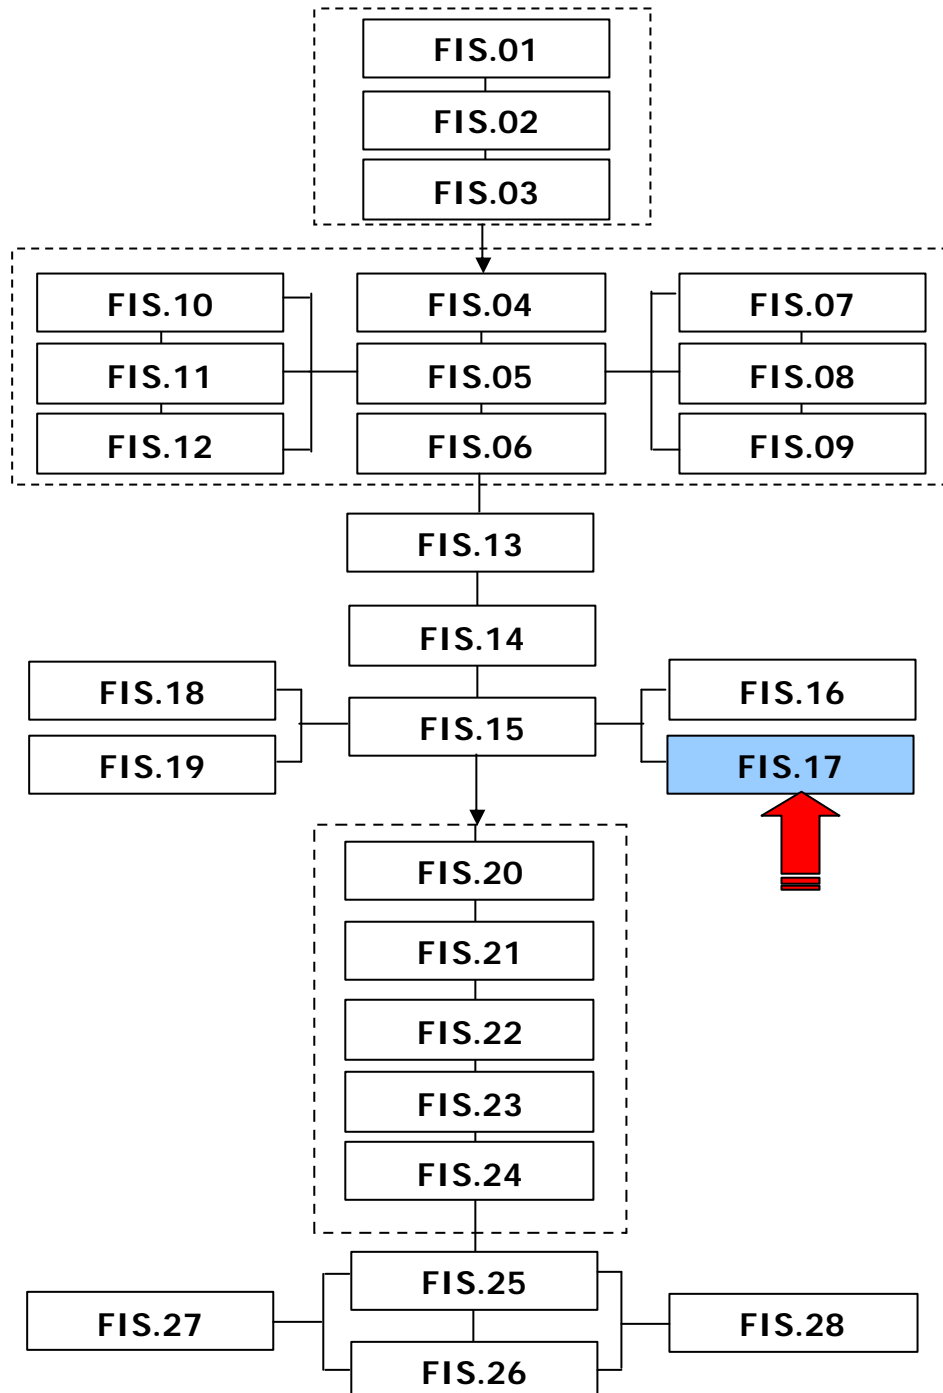 FIS.01
FIS.02
FIS.03
FIS.10 FIS.04 FIS.07
FIS.11 FIS.05 FIS.08
FIS.12 FIS.06 FIS.09
FIS.13
FIS.14
FIS.18 FIS.16
FIS.15
FIS.19 FIS.17
FIS.20
FIS.21
FIS.22
FIS.23
FIS.24
FIS.25
FIS.27 FIS.28
FIS.26